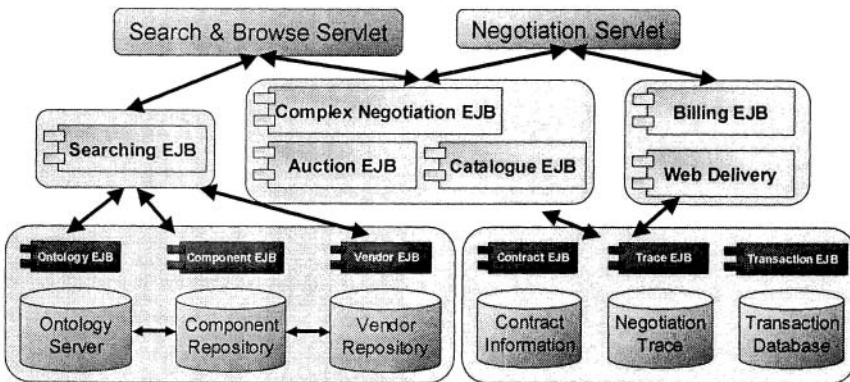 Search & Browse Servlet
Negotiation Servlet
Complex Negotiation EJB
Billing EJB
Searching EJB
Auction EJB
Catalogue EJB
Web Delivery
Ontology EJB
Component EJB
Vendor EJB
Contract EJB
Trace EJB
Transaction EJB
Ontology
Server
Component
Repository
Vendor
Repository
Contract
Information
Negotiation
Trace
Transaction
Database